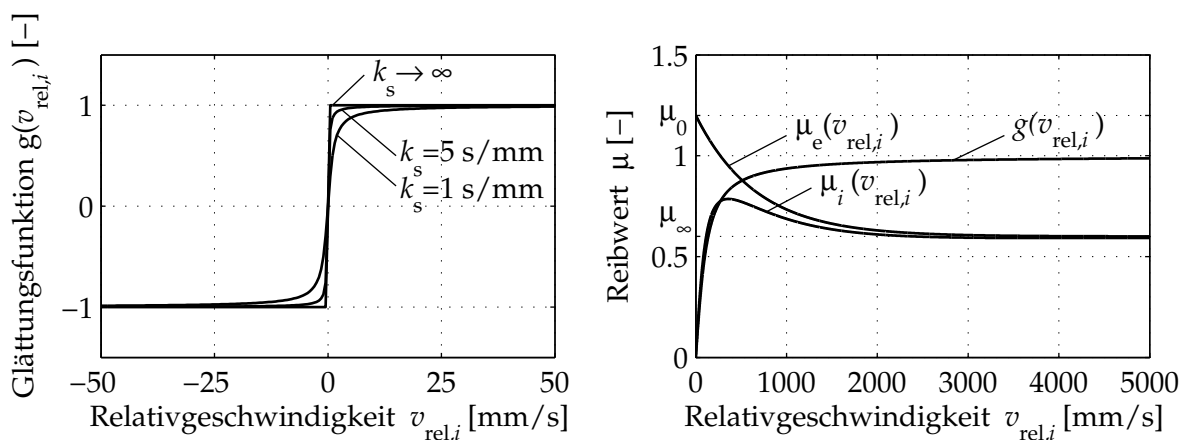 Glättungsfunktion g(v_rel,i) [−]
1
0
−1
k_s → ∞
k_s=5 s/mm
k_s=1 s/mm
−50 −25 0 25 50
Relativgeschwindigkeit v_rel,i [mm/s]
Reibwert μ [−]
1.5
μ_0
1
μ_∞
0.5
0
μ_e(v_rel,i)
g(v_rel,i)
μ_i(v_rel,i)
0 1000 2000 3000 4000 5000
Relativgeschwindigkeit v_rel,i [mm/s]